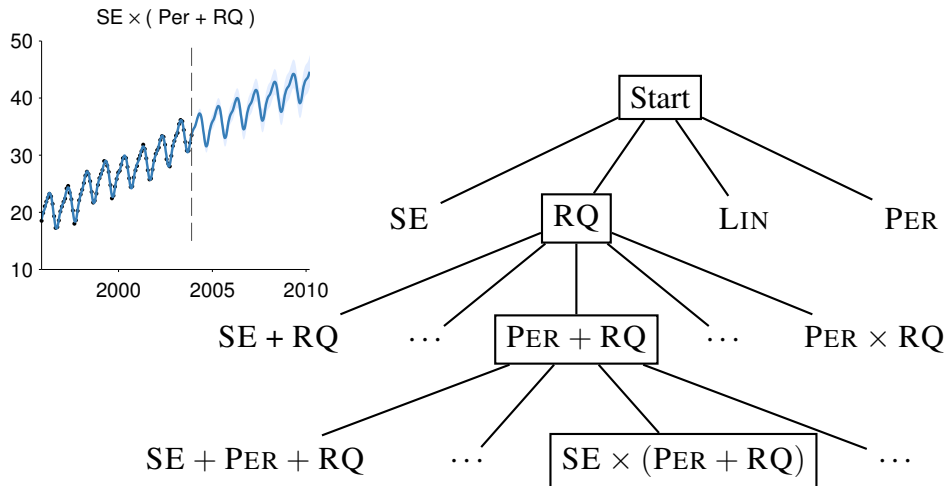 SE × ( Per + RQ )
50
40
30
20
10
2000 2005 2010
Start
SE RQ LIN PER
SE + RQ ··· PER + RQ ··· PER × RQ
SE + PER + RQ ··· SE × (PER + RQ) ···